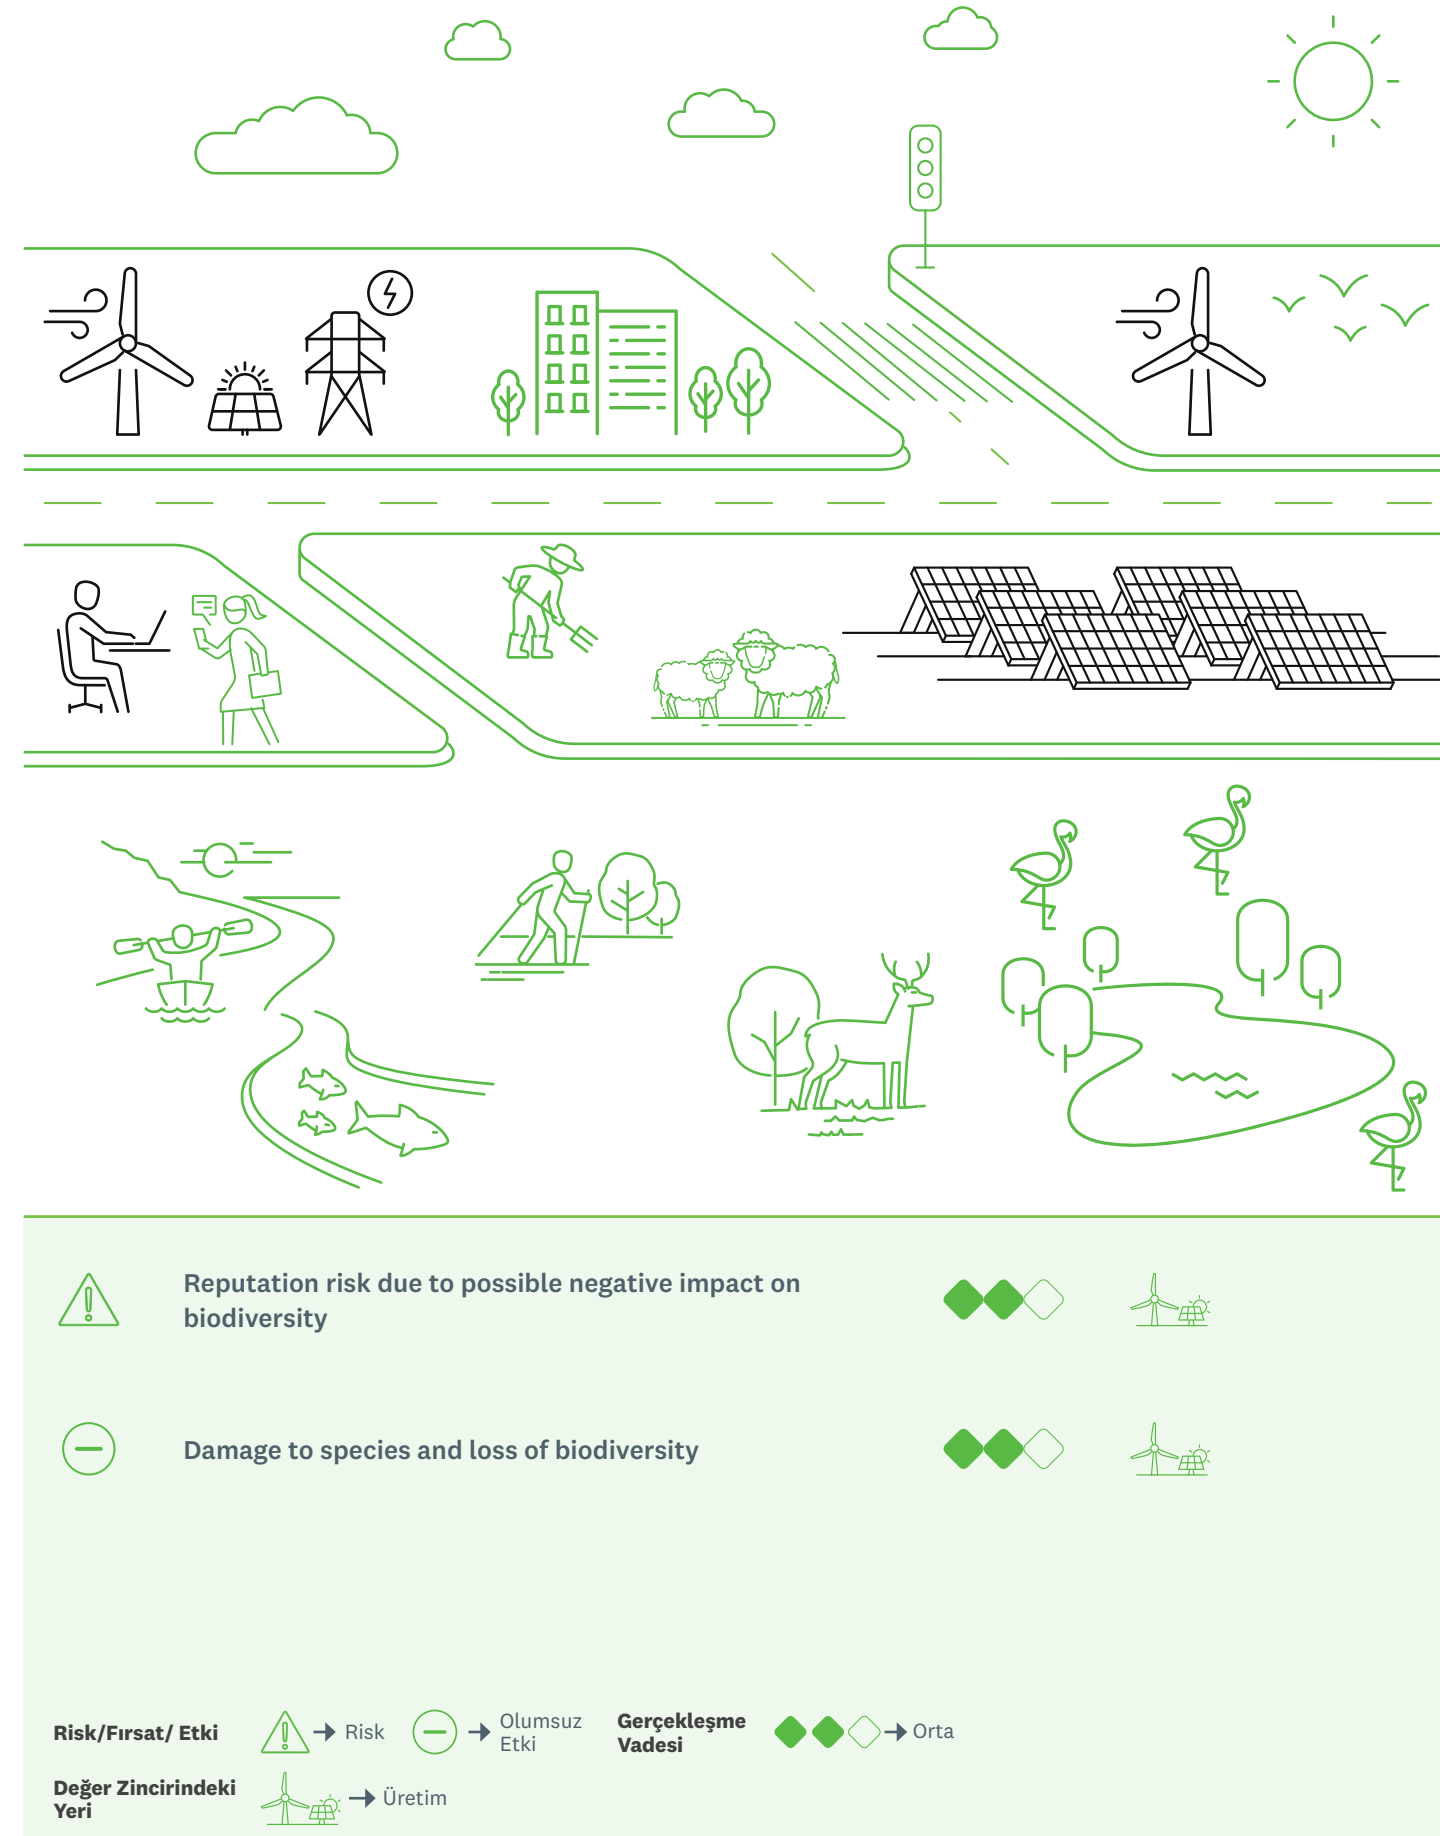 Reputation risk due to possible negative impact on
biodiversity
Damage to species and loss of biodiversity
Risk/Fırsat/ Etki
Risk
Olumsuz
Etki
Gerçekleşme
Vadesi
Orta
Değer Zincirindeki
Yeri
Üretim